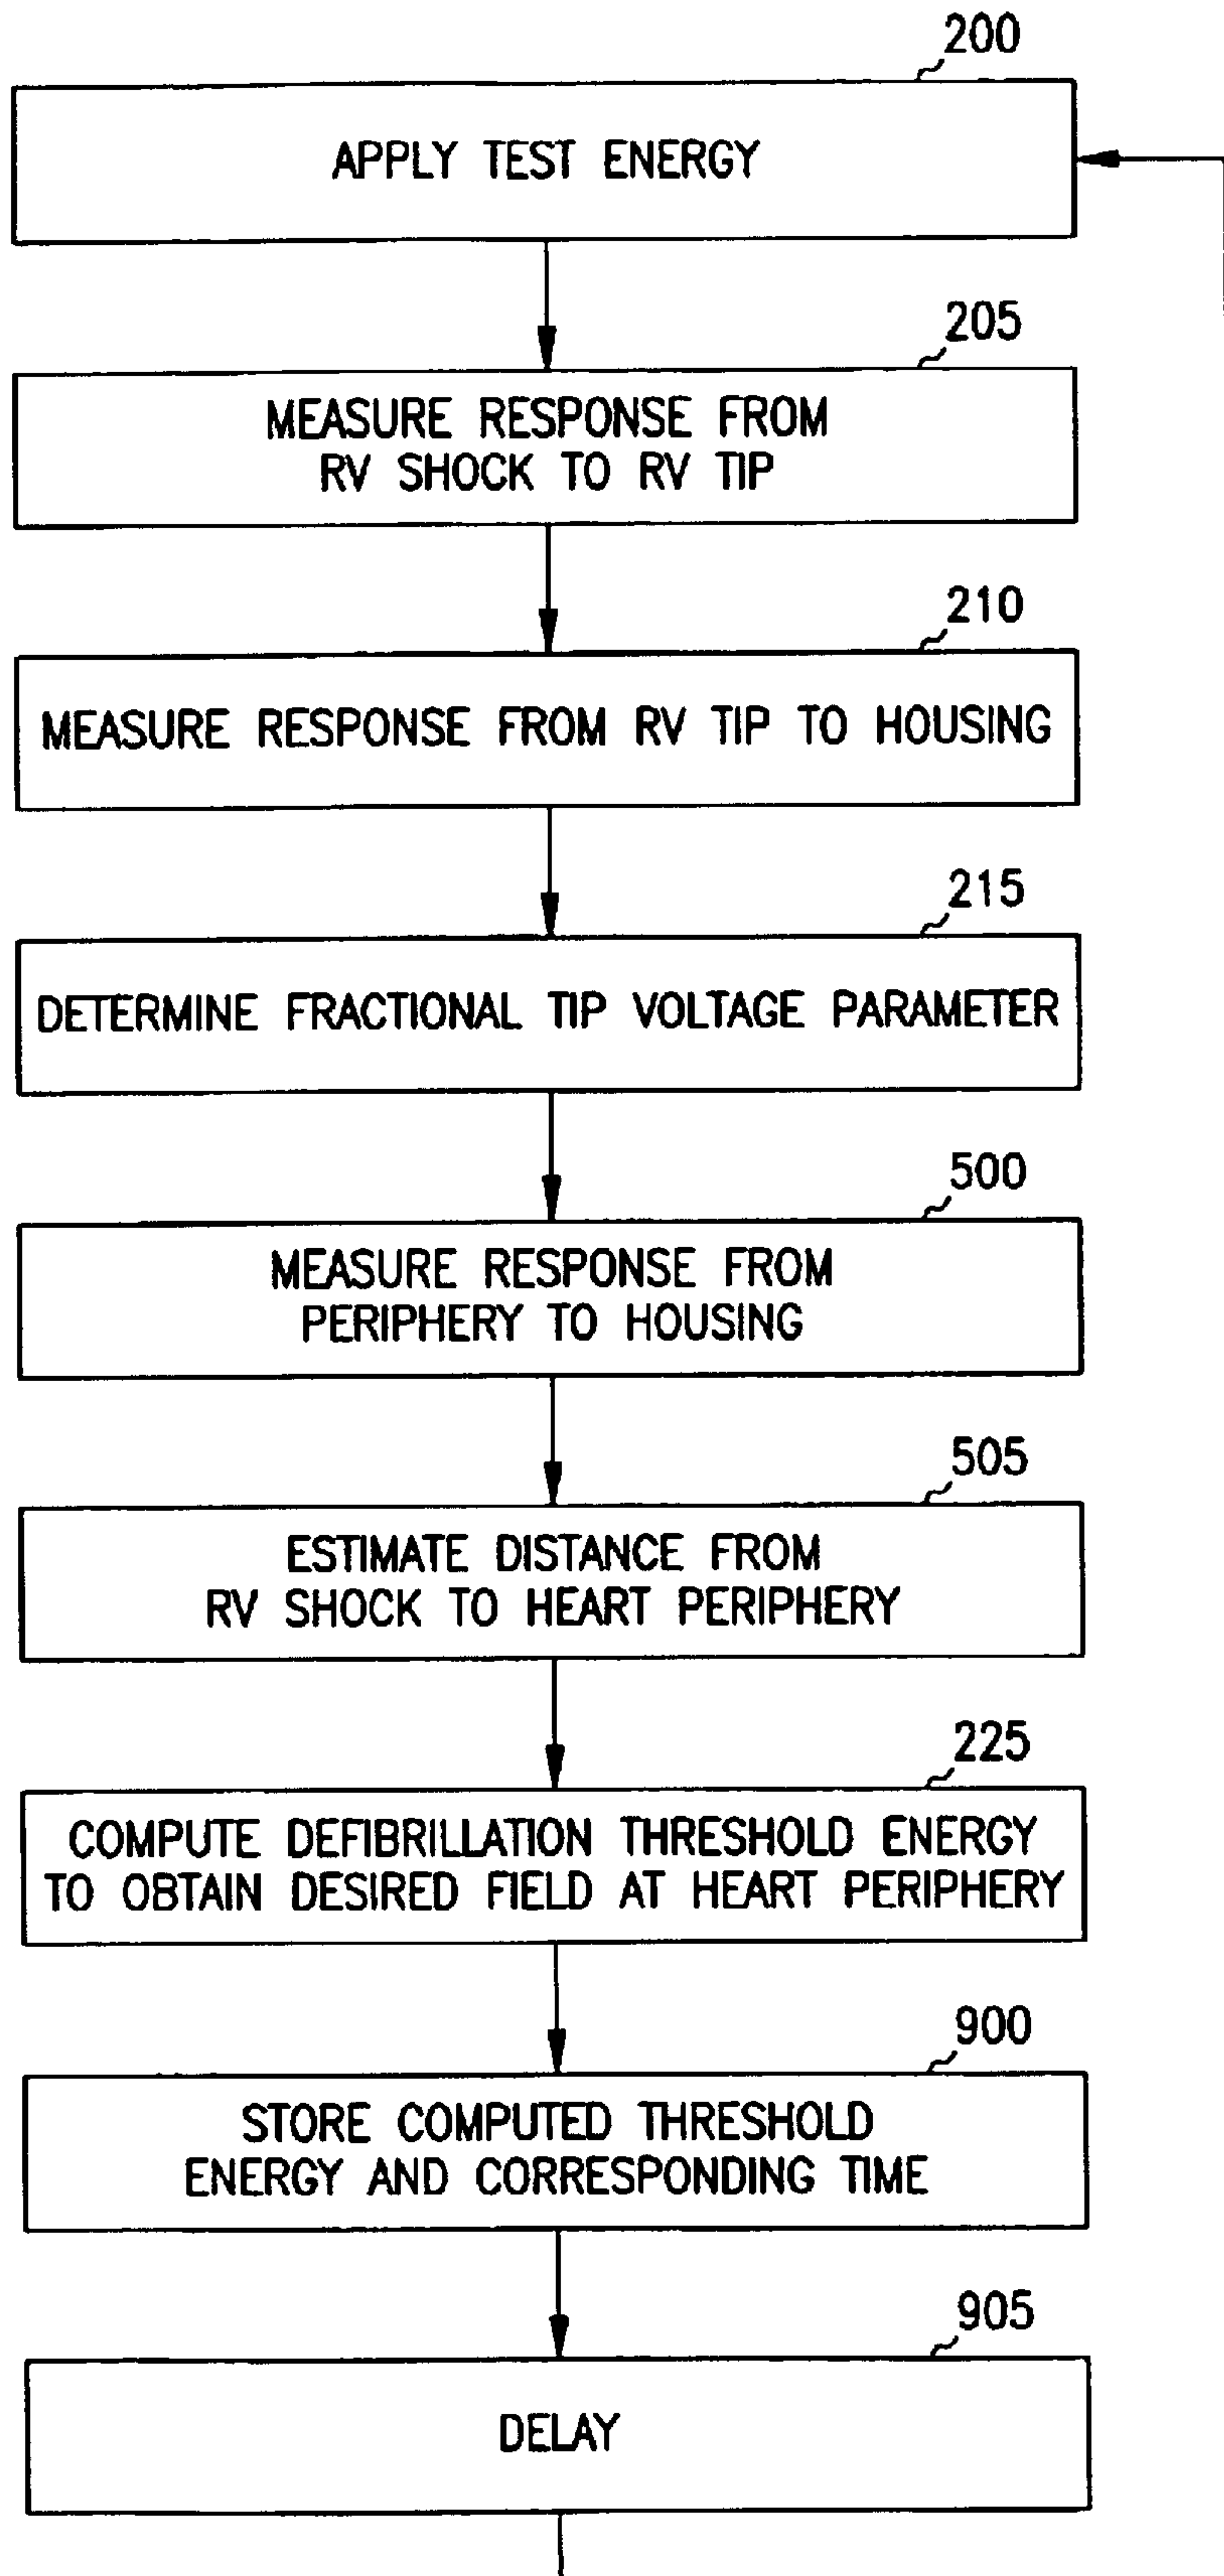 200
APPLY TEST ENERGY
205
MEASURE RESPONSE FROM
RV SHOCK TO RV TIP
210
MEASURE RESPONSE FROM RV TIP TO HOUSING
215
DETERMINE FRACTIONAL TIP VOLTAGE PARAMETER
500
MEASURE RESPONSE FROM
PERIPHERY TO HOUSING
505
ESTIMATE DISTANCE FROM
RV SHOCK TO HEART PERIPHERY
225
COMPUTE DEFIBRILLATION THRESHOLD ENERGY
TO OBTAIN DESIRED FIELD AT HEART PERIPHERY
900
STORE COMPUTED THRESHOLD
ENERGY AND CORRESPONDING TIME
905
DELAY